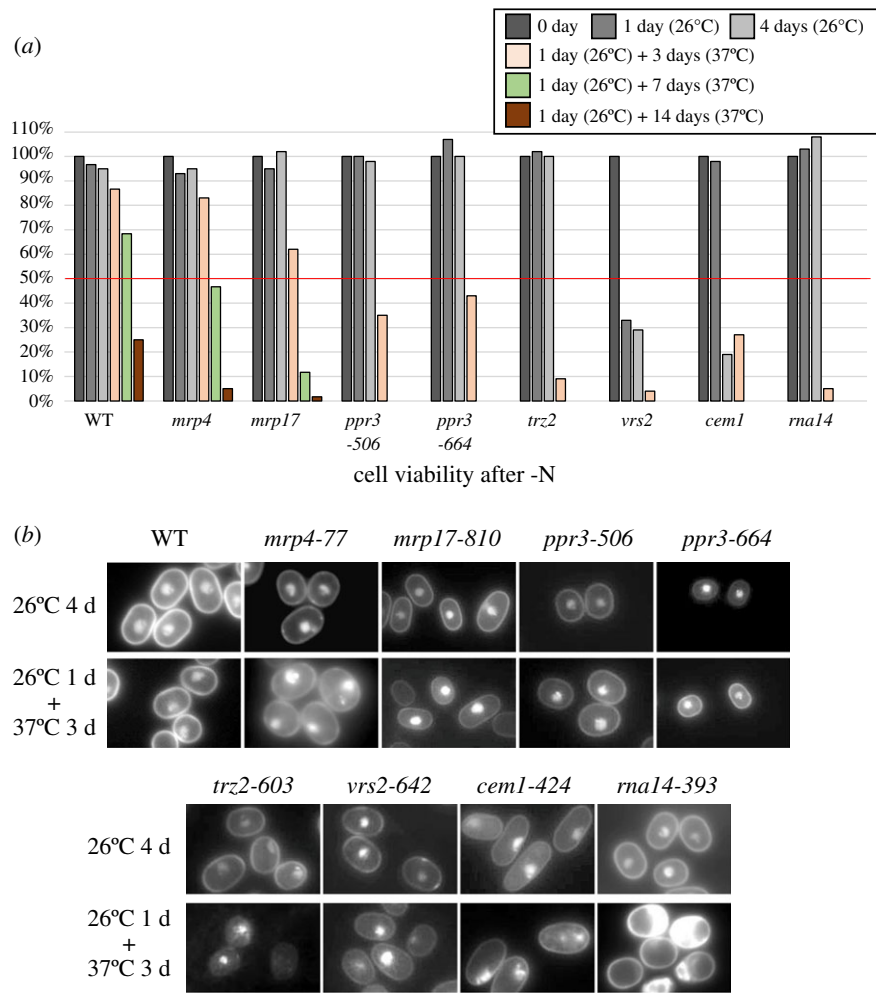 (a)
0 day 1 day (26°C) 4 days (26°C)
1 day (26ºC) + 3 days (37ºC)
1 day (26ºC) + 7 days (37ºC)
1 day (26ºC) + 14 days (37ºC)
110%
100%
90%
80%
70%
60%
50%
40%
30%
20%
10%
0%
WT mrp4 mrp17 ppr3 ppr3 trz2 vrs2 cem1 rna14
-506 -664
cell viability after -N
(b)
WT mrp4-77 mrp17-810 ppr3-506 ppr3-664
26ºC 4 d
26ºC 1 d
+
37ºC 3 d
trz2-603 vrs2-642 cem1-424 rna14-393
26ºC 4 d
26ºC 1 d
+
37ºC 3 d